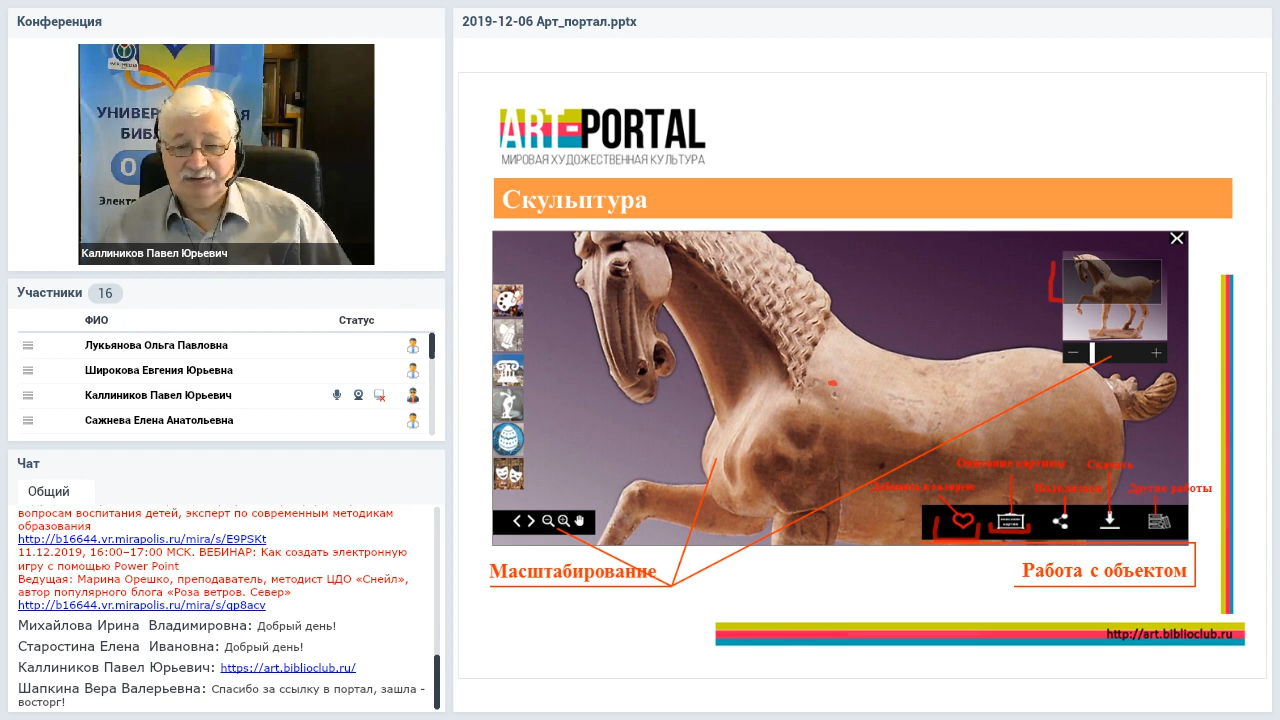 Конференция
УНИВЕР
АЯ
БИБЛ
Элект
Каллиников Павел Юрьевич
Участники 16
ФИО Статус
Лукьянова Ольга Павловна
Широкова Евгения Юрьевна
Каллиников Павел Юрьевич
Сажнева Елена Анатольевна
Чат
Общий
вопросам воспитания детей, эксперт по современным методикам
образования
http://b16644.vr.mirapolis.ru/mira/s/E9PSKt
11.12.2019, 16:00–17:00 МСК. ВЕБИНАР: Как создать электронную
игру с помощью Power Point
Ведущая: Марина Орешко, преподаватель, методист ЦДО «Снейл»,
автор популярного блога «Роза ветров. Север»
http://b16644.vr.mirapolis.ru/mira/s/qp8acv
Михайлова Ирина Владимировна: Добрый день!
Старостина Елена Ивановна: Добрый день!
Каллиников Павел Юрьевич: https://art.biblioclub.ru/
Шапкина Вера Валерьевна: Спасибо за ссылку в портал, зашла -
восторг!
2019-12-06 Арт_портал.pptx
ART-PORTAL
МИРОВАЯ ХУДОЖЕСТВЕННАЯ КУЛЬТУРА
Скульптура
Скачать
Другие работы
Масштабирование
Работа с объектом
http://art.biblioclub.ru